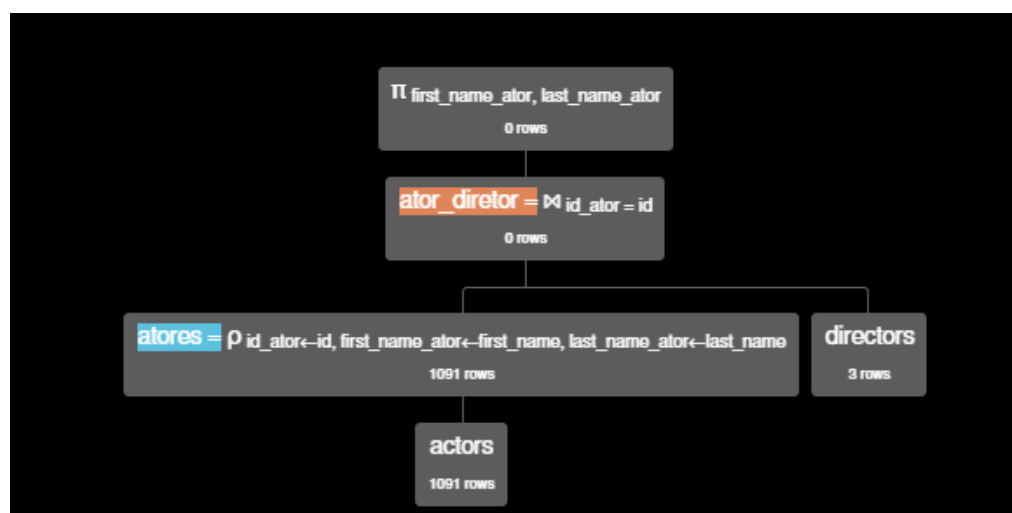 π first_name_ator, last_name_ator
0 rows
ator_diretor = ⋈ id_ator = id
0 rows
atores = ρ id_ator←id, first_name_ator←first_name, last_name_ator←last_name
1091 rows
directors
3 rows
actors
1091 rows